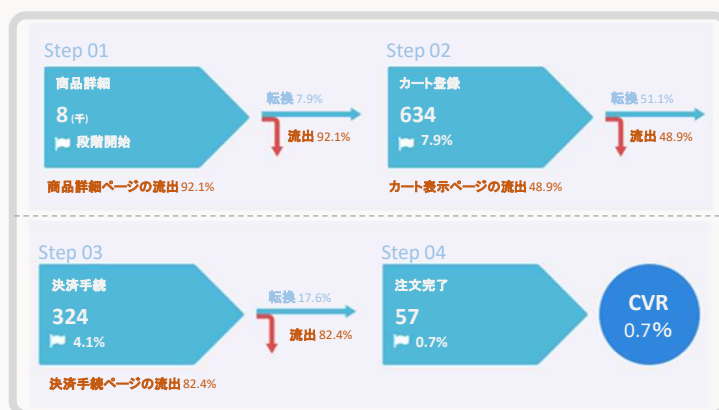 Step 01
商品詳細
8 (千)
段階開始
転換 7.9%
流出 92.1%
商品詳細ページの流出 92.1%
Step 02
カート登録
634
7.9%
転換 51.1%
流出 48.9%
カート表示ページの流出 48.9%
Step 03
決済手続
324
4.1%
転換 17.6%
流出 82.4%
決済手続ページの流出 82.4%
Step 04
注文完了
57
0.7%
CVR
0.7%